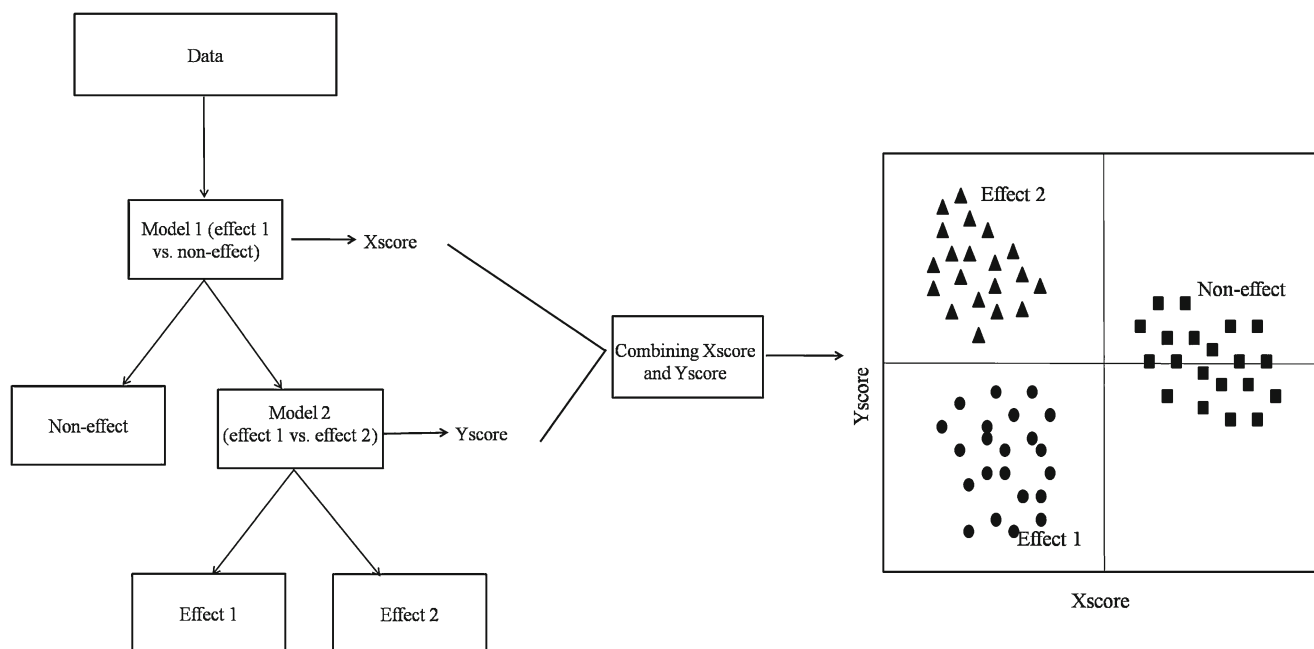 Data
Model 1 (effect 1
vs. non-effect)
Xscore
Non-effect
Model 2
(effect 1 vs. effect 2)
Yscore
Effect 1
Effect 2
Combining Xscore
and Yscore
Effect 2
Non-effect
Effect 1
Yscore
Xscore